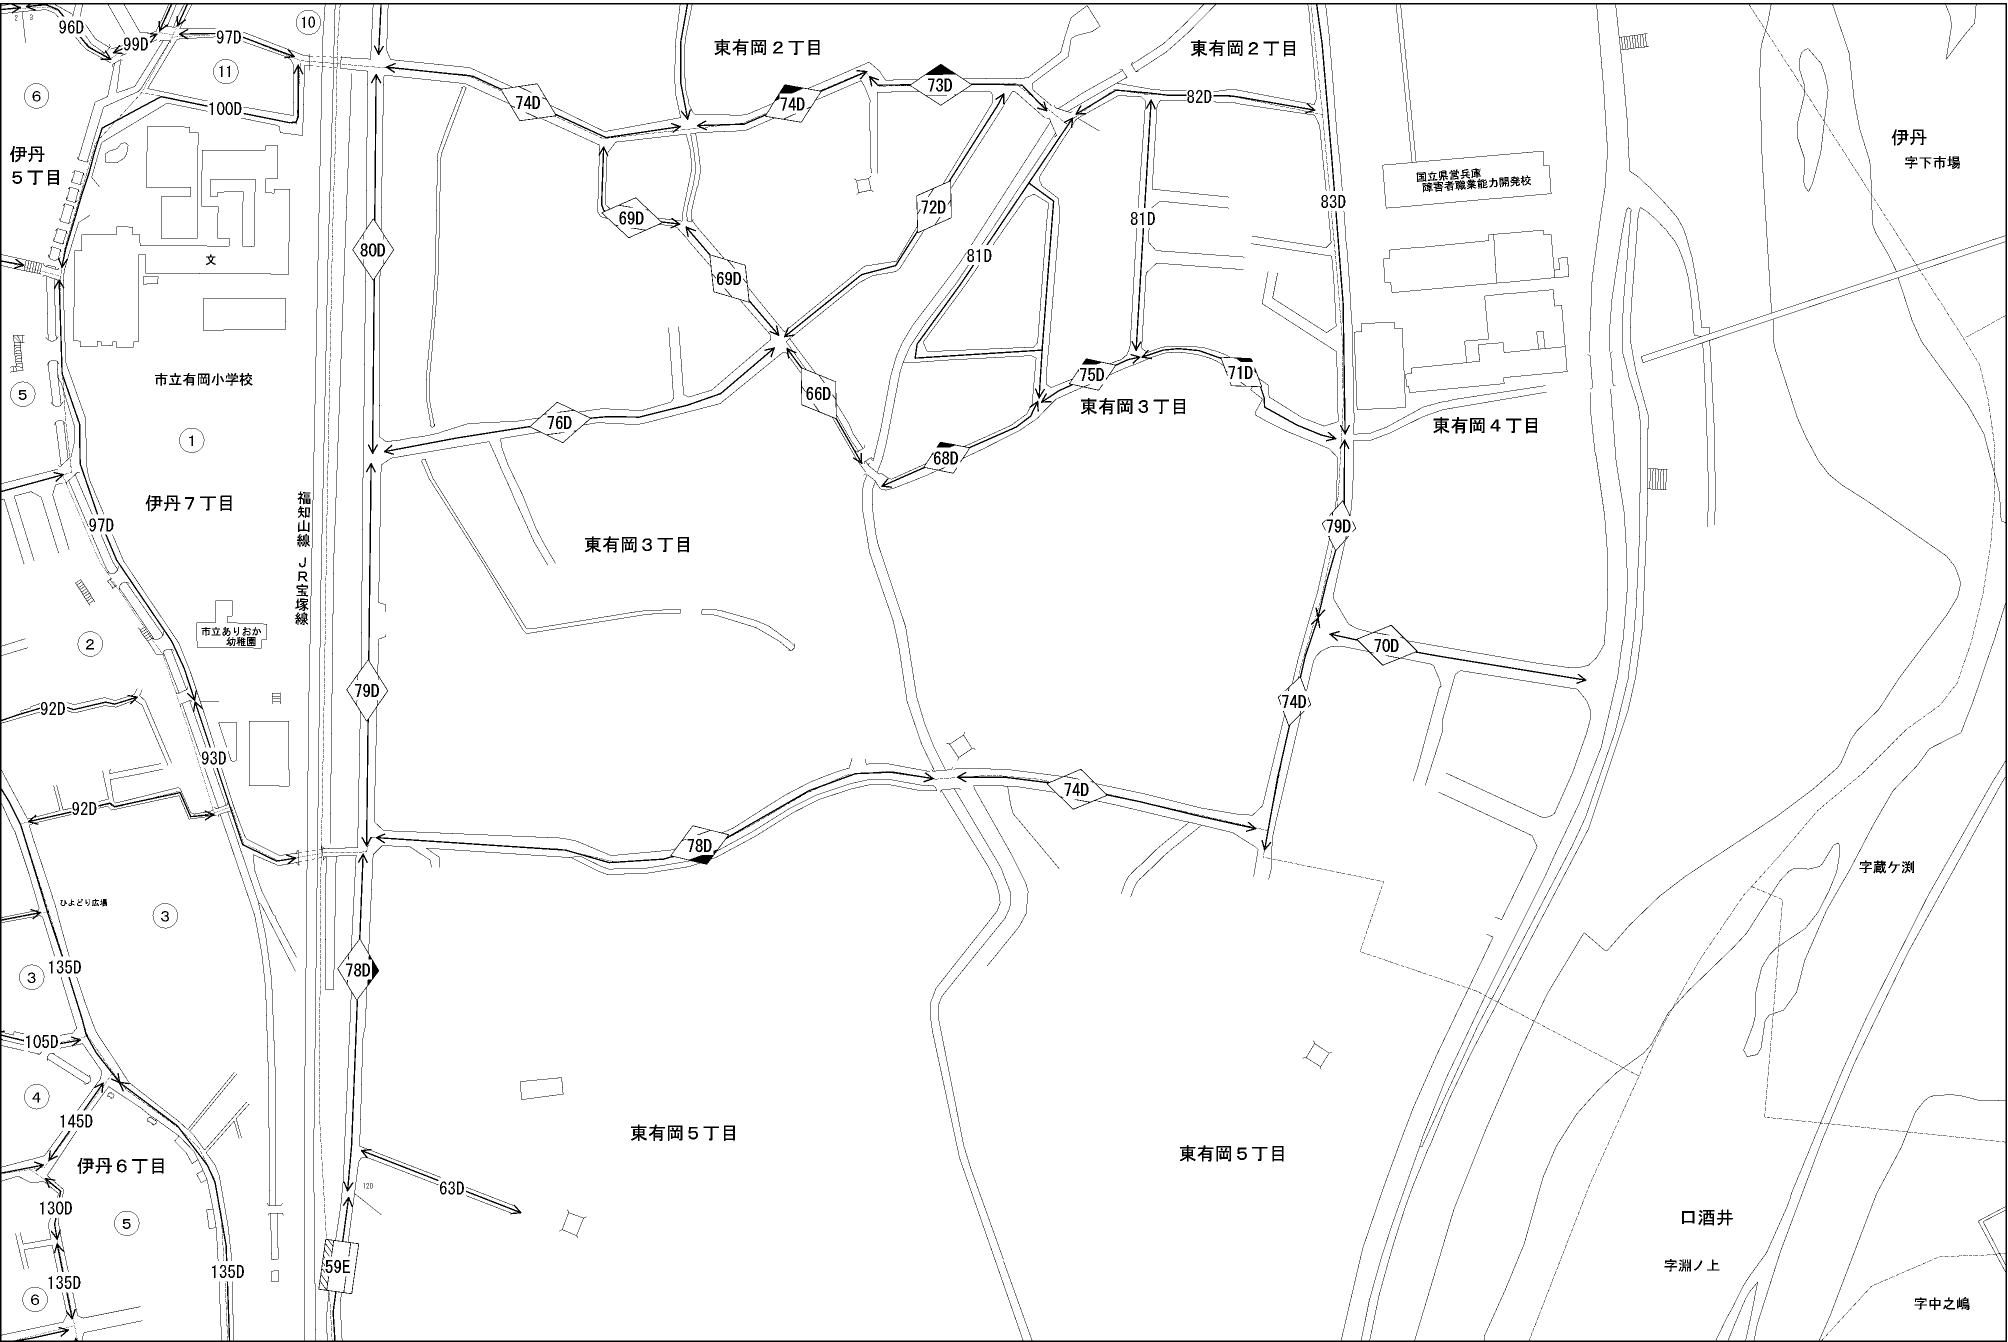 96D
2 3
99D
97D
⑩
東有岡２丁目
東有岡２丁目
⑪
⑥
100D
74D
74D
73D
82D
伊丹
５丁目
伊丹
字下市場
国立県営兵庫
障害者職業能力開発校
69D
72D
81D
83D
80D
文
69D
81D
市立有岡小学校
⑤
66D
75D
71D
東有岡３丁目
76D
東有岡４丁目
①
68D
伊丹７丁目
97D
福知山線 ＪＲ宝塚線
東有岡３丁目
79D
市立ありおか
幼稚園
②
70D
79D
74D
92D
93D
74D
92D
78D
字蔵ケ渕
ひよどり広場
③
③
135D
78D
105D
④
145D
東有岡５丁目
東有岡５丁目
伊丹６丁目
63D
120
130D
⑤
口酒井
59E
135D
135D
字淵ノ上
⑥
字中之嶋